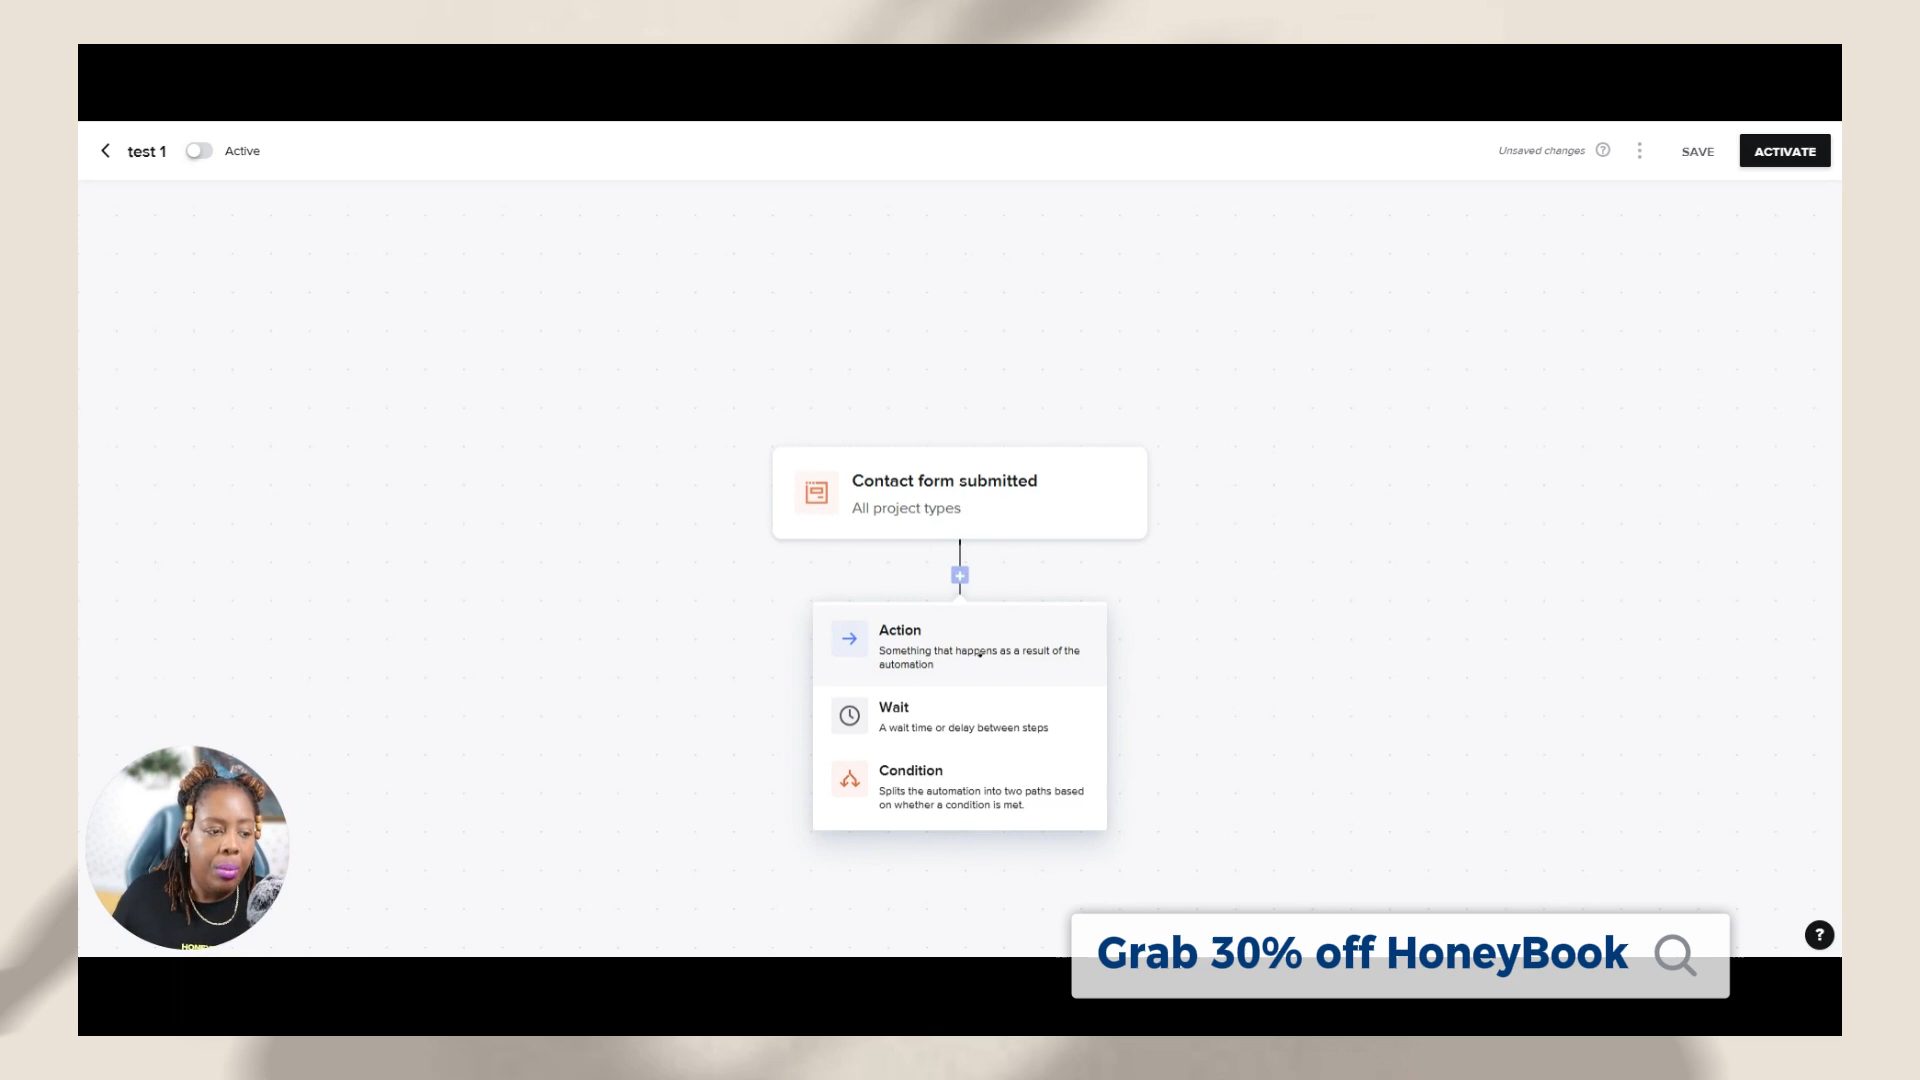 test 1
Active
Unsaved changes
SAVE
ACTIVATE
Contact form submitted
All project types
Action
Something that happens as a result of the
automation
Wait
A wait time or delay between steps
Condition
Splits the automation into two paths based
on whether a condition is met.
Grab 30% off HoneyBook
?